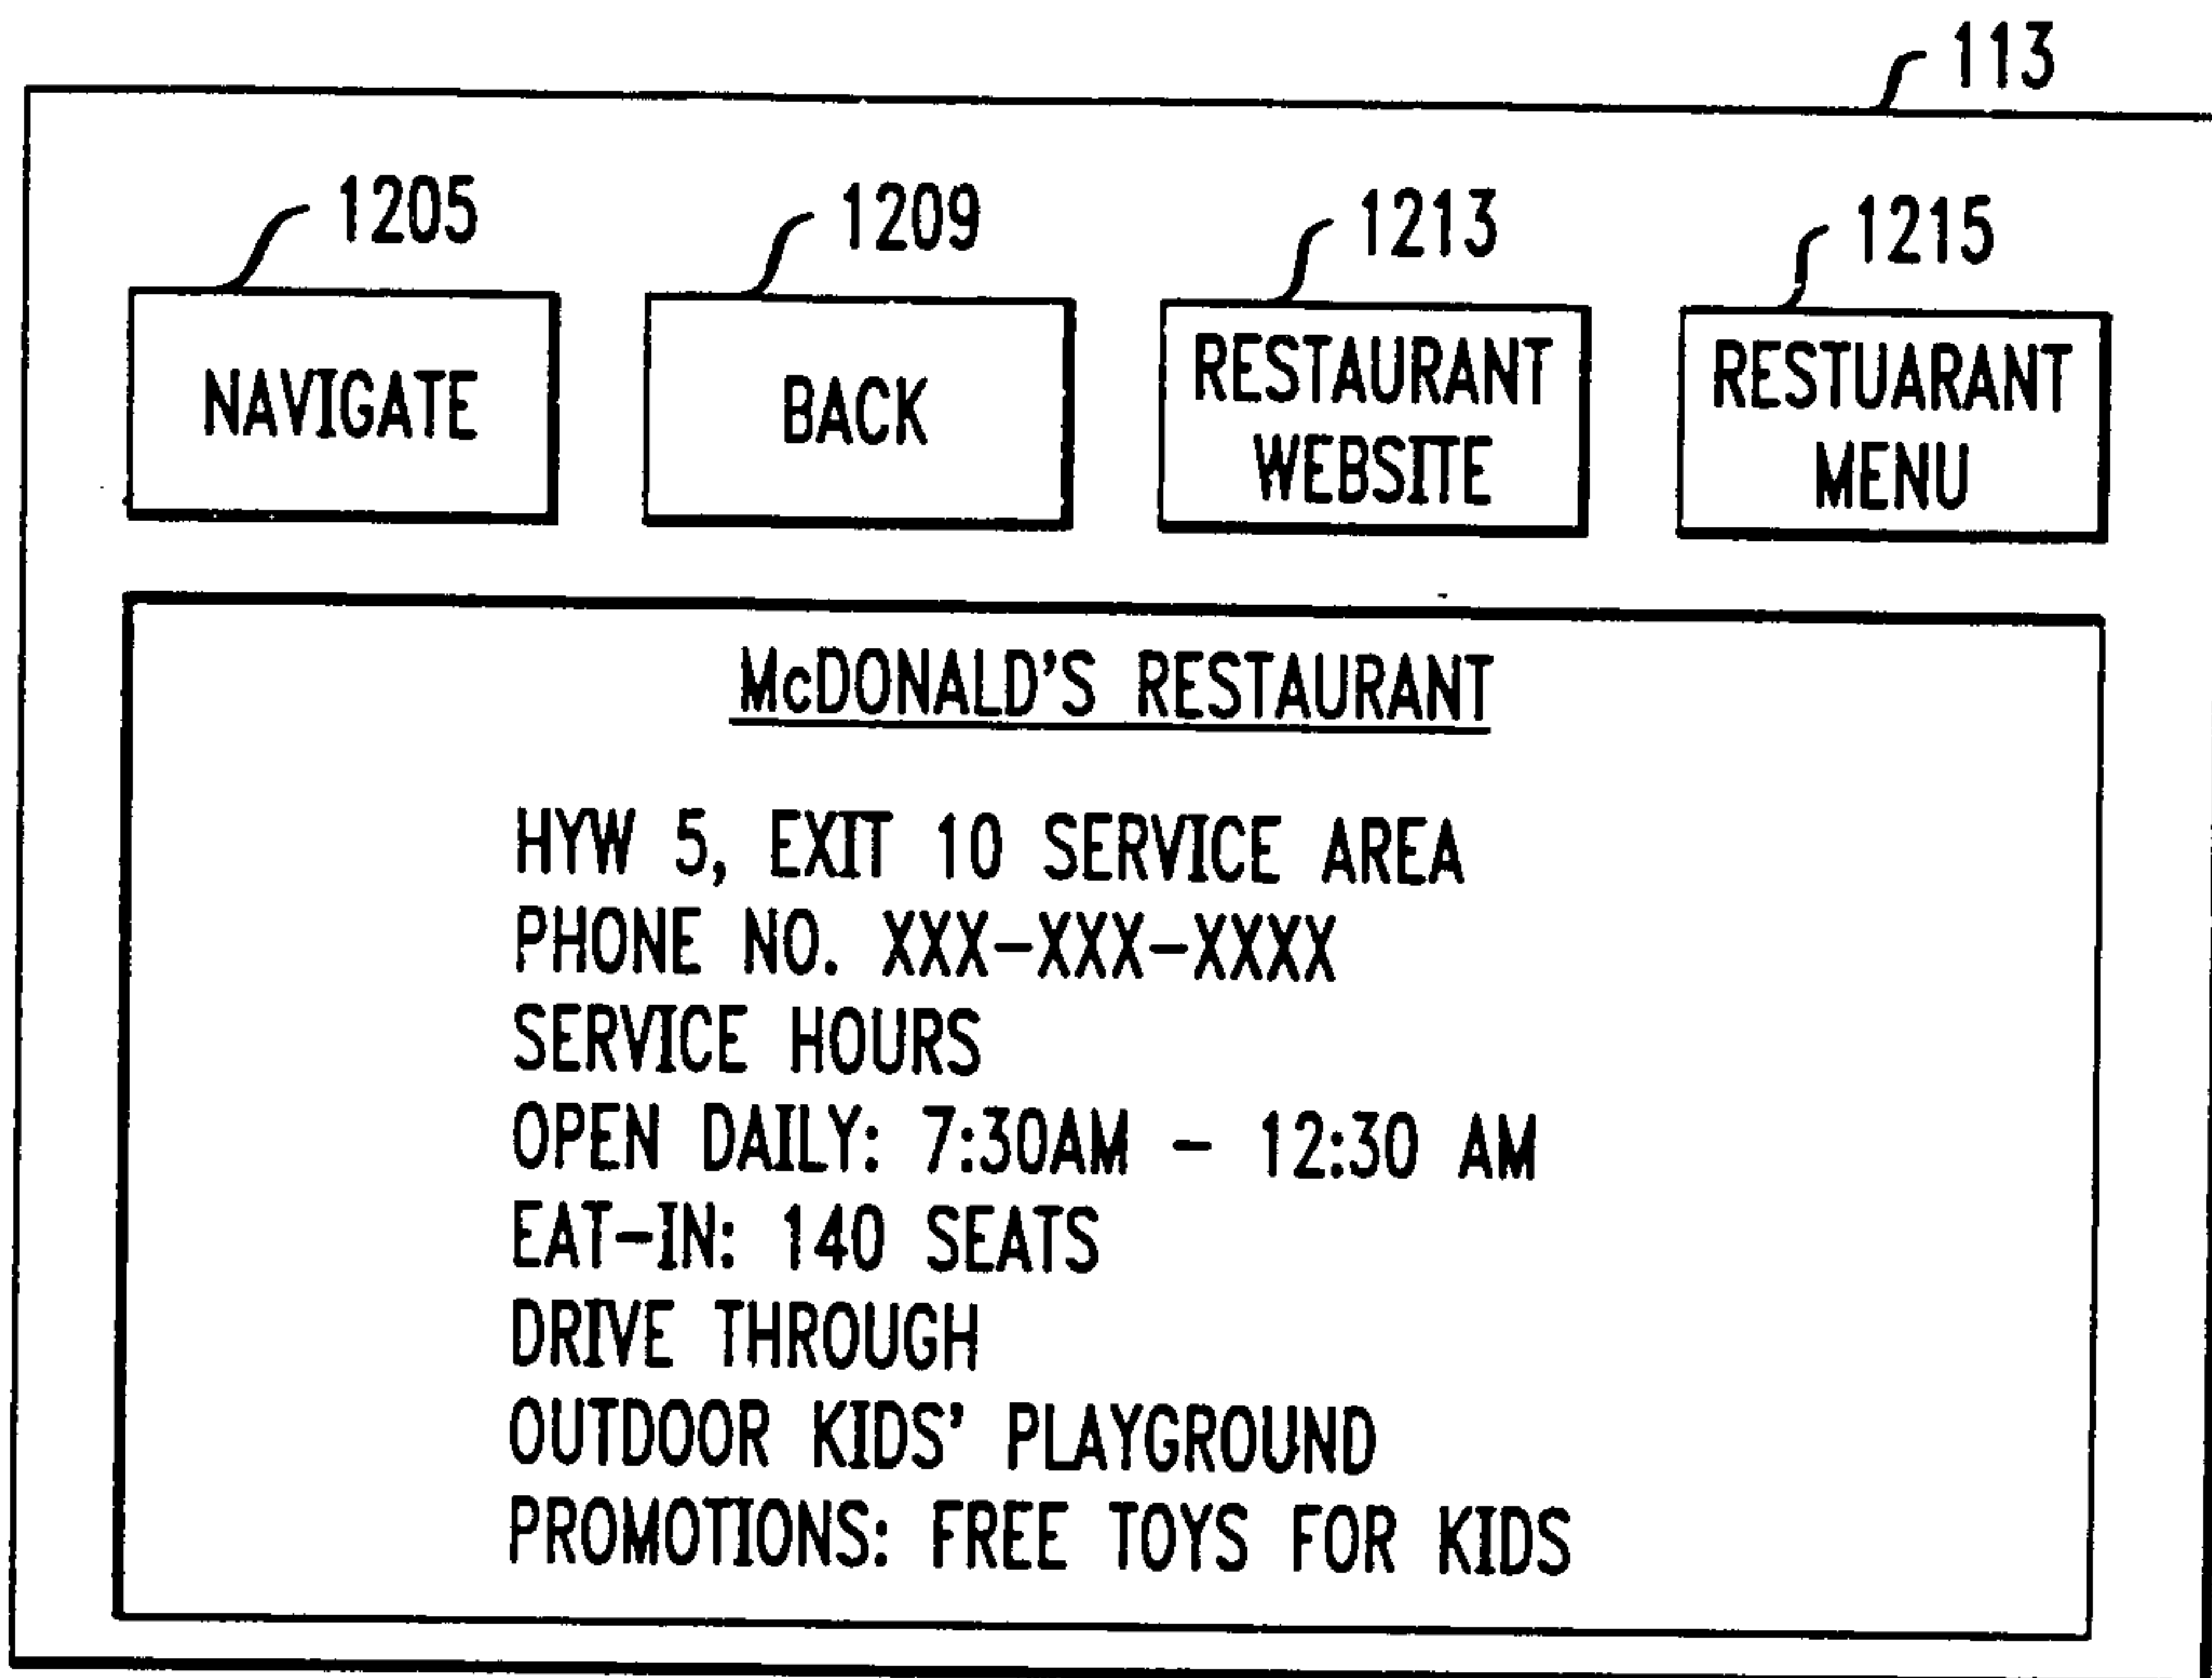 113
1205
1209
1213
1215
NAVIGATE
BACK
RESTAURANT
WEBSITE
RESTUARANT
MENU
McDONALD'S RESTAURANT
HYW 5, EXIT 10 SERVICE AREA
PHONE NO. XXX-XXX-XXXX
SERVICE HOURS
OPEN DAILY: 7:30AM - 12:30 AM
EAT-IN: 140 SEATS
DRIVE THROUGH
OUTDOOR KIDS' PLAYGROUND
PROMOTIONS: FREE TOYS FOR KIDS